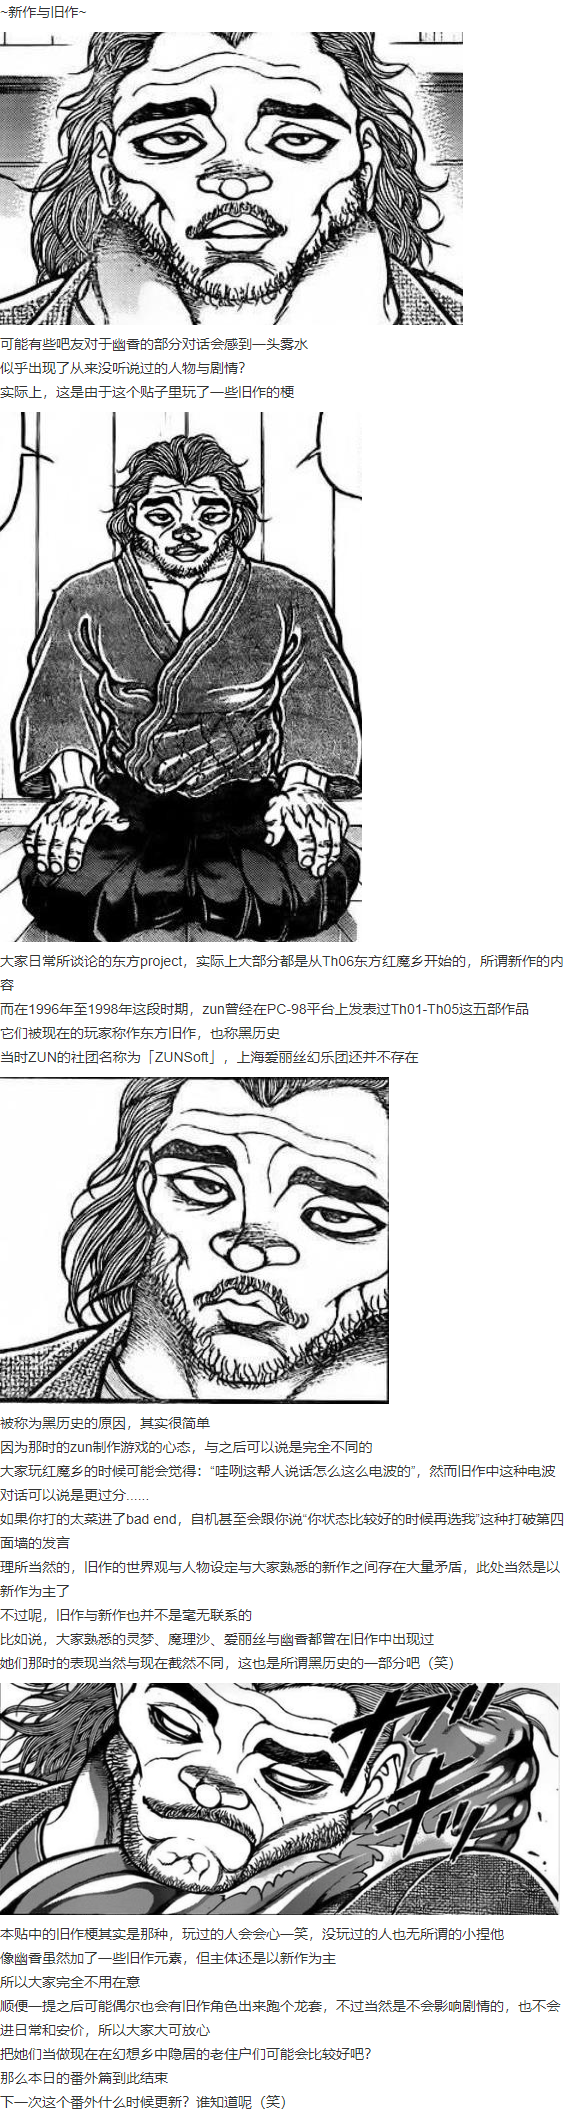 ~新作与旧作~
可能有些吧友对于幽香的部分对话会感到一头雾水
似乎出现了从来没听说过的人物与剧情？
实际上，这是由于这个贴子里玩了一些旧作的梗
大家日常所谈论的东方project，实际上大部分都是从Th06东方红魔乡开始的，所谓新作的内
容
而在1996年至1998年这段时期，zun曾经在PC-98平台上发表过Th01-Th05这五部作品
它们被现在的玩家称作东方旧作，也称黑历史
当时ZUN的社团名称为「ZUNSoft」，上海爱丽丝幻乐团还并不存在
被称为黑历史的原因，其实很简单
因为那时的zun制作游戏的心态，与之后可以说是完全不同的
大家玩红魔乡的时候可能会觉得：“哇咧这帮人说话怎么这么电波的”，然而旧作中这种电波
对话可以说是更过分......
如果你打的太菜进了bad end，自机甚至会跟你说“你状态比较好的时候再选我”这种打破第四
面墙的发言
理所当然的，旧作的世界观与人物设定与大家熟悉的新作之间存在大量矛盾，此处当然是以
新作为主了
不过呢，旧作与新作也并不是毫无联系的
比如说，大家熟悉的灵梦、魔理沙、爱丽丝与幽香都曾在旧作中出现过
她们那时的表现当然与现在截然不同，这也是所谓黑历史的一部分吧（笑）
本贴中的旧作梗其实是那种，玩过的人会会心一笑，没玩过的人也无所谓的小捏他
像幽香虽然加了一些旧作元素，但主体还是以新作为主
所以大家完全不用在意
顺便一提之后可能偶尔也会有旧作角色出来跑个龙套，不过当然是不会影响剧情的，也不会
进日常和安价，所以大家大可放心
把她们当做现在在幻想乡中隐居的老住户们可能会比较好吧？
那么本日的番外篇到此结束
下一次这个番外什么时候更新？谁知道呢（笑）